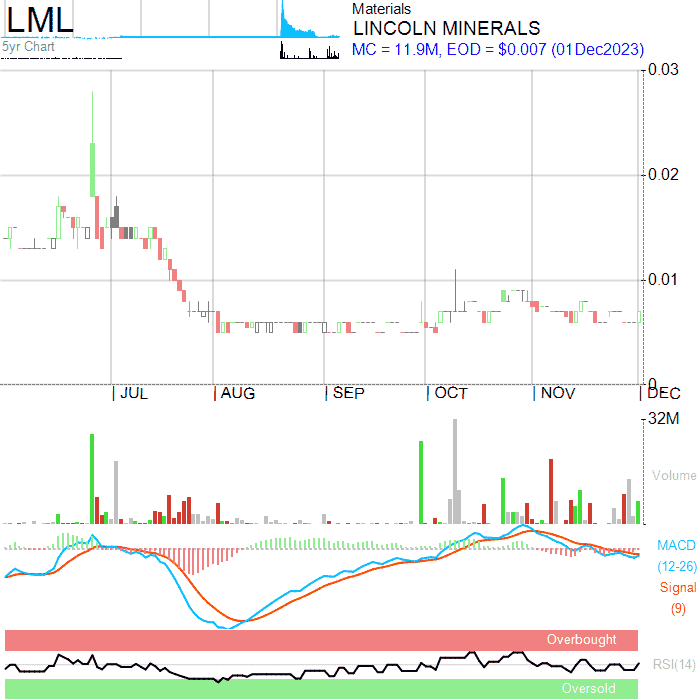 LML
5yr Chart
Materials
LINCOLN MINERALS
MC = 11.9M, EOD = $0.007 (01Dec2023)
0.03
0.02
0.01
0
JUL AUG SEP OCT NOV DEC
32M
Volume
MACD
(12-26)
Signal
(9)
Overbought
RSI(14)
Oversold